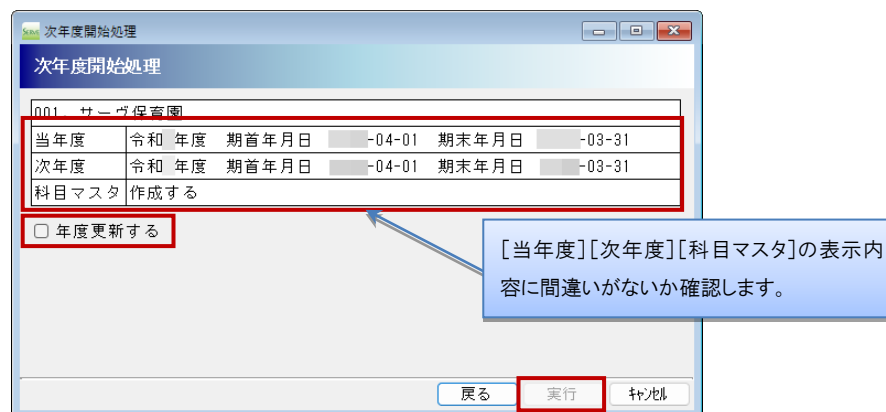 Serve 次年度開始処理
次年度開始処理
001. サーヴ保育園
当年度 令和 年度 期首年月日 -04-01 期末年月日 -03-31
次年度 令和 年度 期首年月日 -04-01 期末年月日 -03-31
科目マスタ 作成する
年度更新する
[当年度][次年度][科目マスタ]の表示内
容に間違いがないか確認します。
戻る 実行 ｷｬﾝｾﾙ